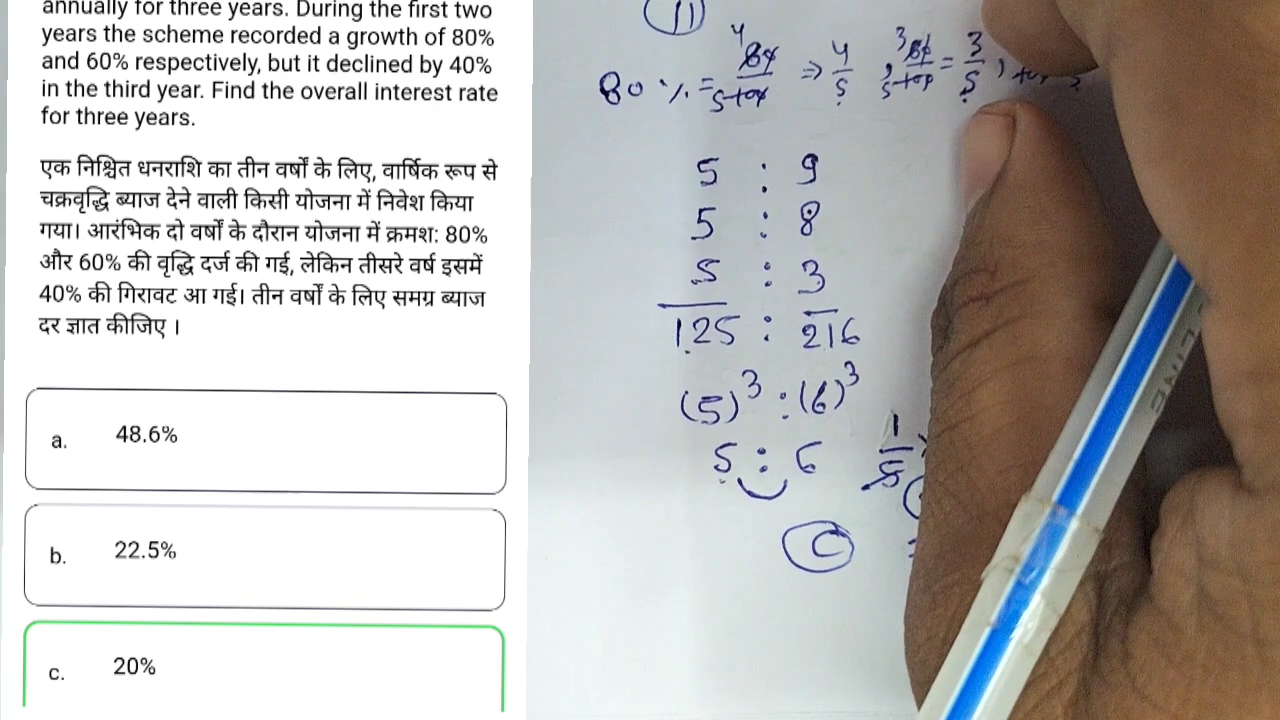 annually for three years. During the first two
years the scheme recorded a growth of 80%
and 60% respectively, but it declined by 40%
in the third year. Find the overall interest rate
for three years.
एक निश्चित धनराशि का तीन वर्षों के लिए, वार्षिक रूप से
चक्रवृद्धि ब्याज देने वाली किसी योजना में निवेश किया
गया। आरंभिक दो वर्षों के दौरान योजना में क्रमश: 80%
और 60% की वृद्धि दर्ज की गई, लेकिन तीसरे वर्ष इसमें
40% की गिरावट आ गई। तीन वर्षों के लिए समग्र ब्याज
दर ज्ञात कीजिए ।
a. 48.6%
b. 22.5%
c. 20%
11
80 % = ⇒ 4/5 , = 3/5 ,
5 : 9
5 : 8
5 : 3
125 : 216
(5)³ : (6)³
5 : 6 1/5
C